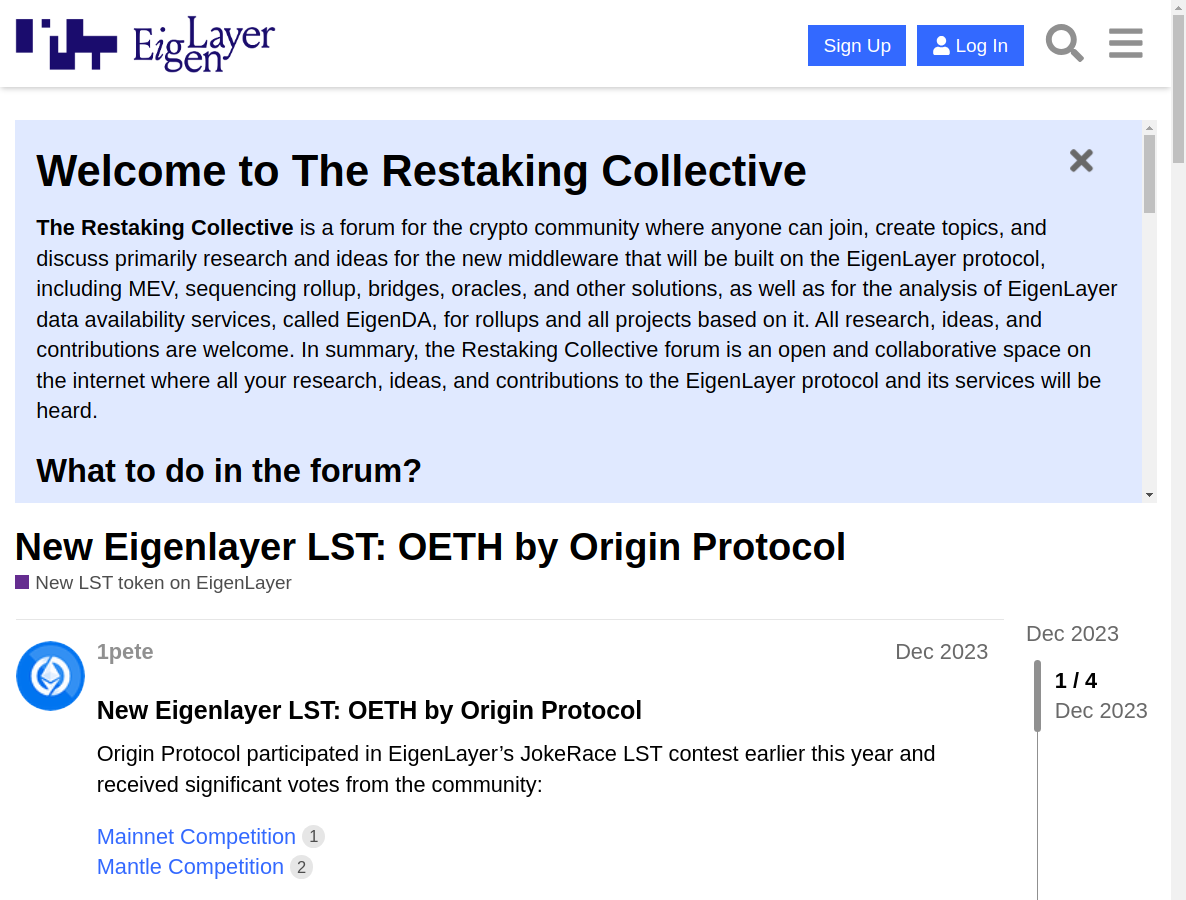 EigenLayer
Sign Up
Log In
Welcome to The Restaking Collective
The Restaking Collective is a forum for the crypto community where anyone can join, create topics, and
discuss primarily research and ideas for the new middleware that will be built on the EigenLayer protocol,
including MEV, sequencing rollup, bridges, oracles, and other solutions, as well as for the analysis of EigenLayer
data availability services, called EigenDA, for rollups and all projects based on it. All research, ideas, and
contributions are welcome. In summary, the Restaking Collective forum is an open and collaborative space on
the internet where all your research, ideas, and contributions to the EigenLayer protocol and its services will be
heard.
What to do in the forum?
New Eigenlayer LST: OETH by Origin Protocol
New LST token on EigenLayer
1pete
Dec 2023
Dec 2023
1 / 4
Dec 2023
New Eigenlayer LST: OETH by Origin Protocol
Origin Protocol participated in EigenLayer’s JokeRace LST contest earlier this year and
received significant votes from the community:
Mainnet Competition 1
Mantle Competition 2